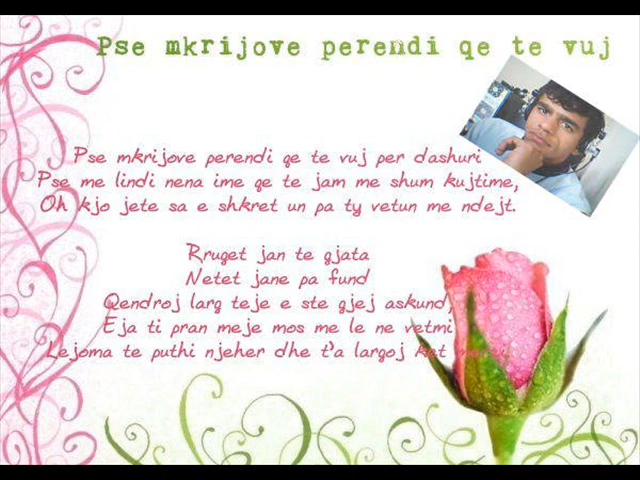 Pse mkrijove perendi qe te vuj
Pse mkrijove perendi qe te vuj per dashuri
Pse me lindi nena ime qe te jam me shum kujtime,
Oh kjo jete sa e shkret un pa ty vetun me ndejt.
Rruget jan te gjata
Netet jane pa fund
Qendroj larg teje e ste gjej askund,
Eja ti pran meje mos me le ne vetmi
Lejoma te puthi njeher dhe t'a largoj ket